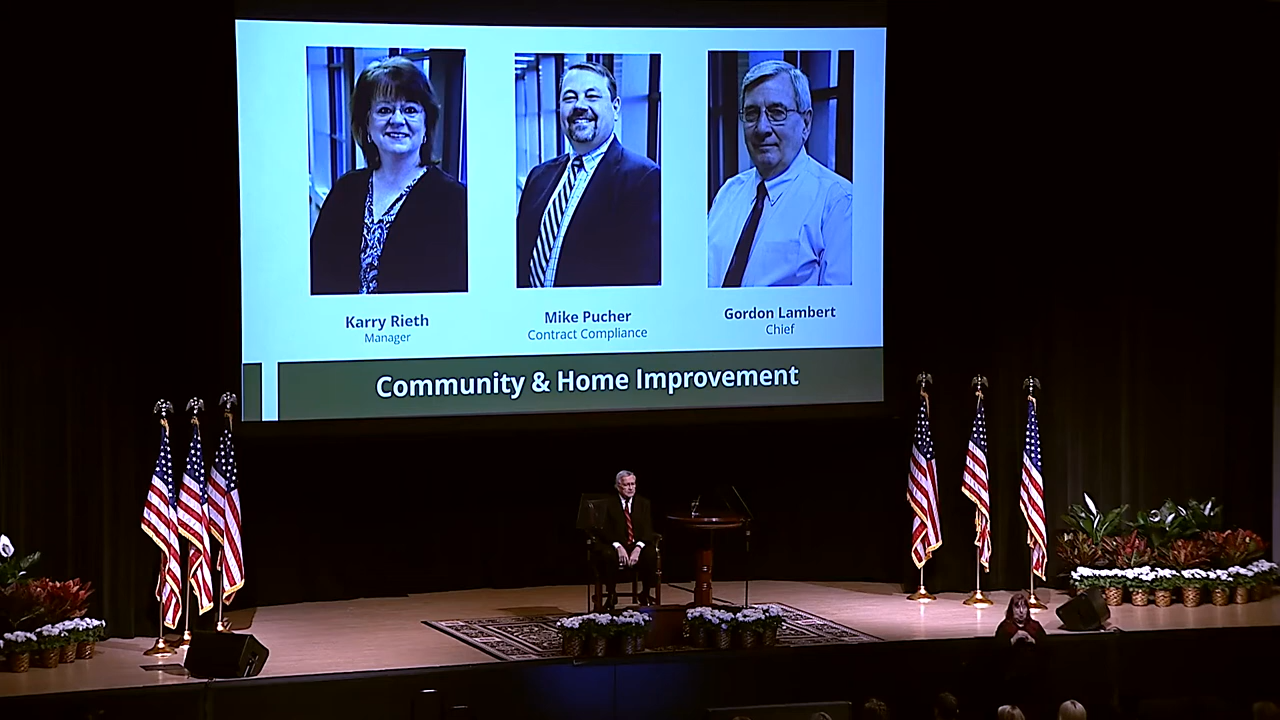 Karry Rieth
Manager
Mike Pucher
Contract Compliance
Gordon Lambert
Chief
Community & Home Improvement